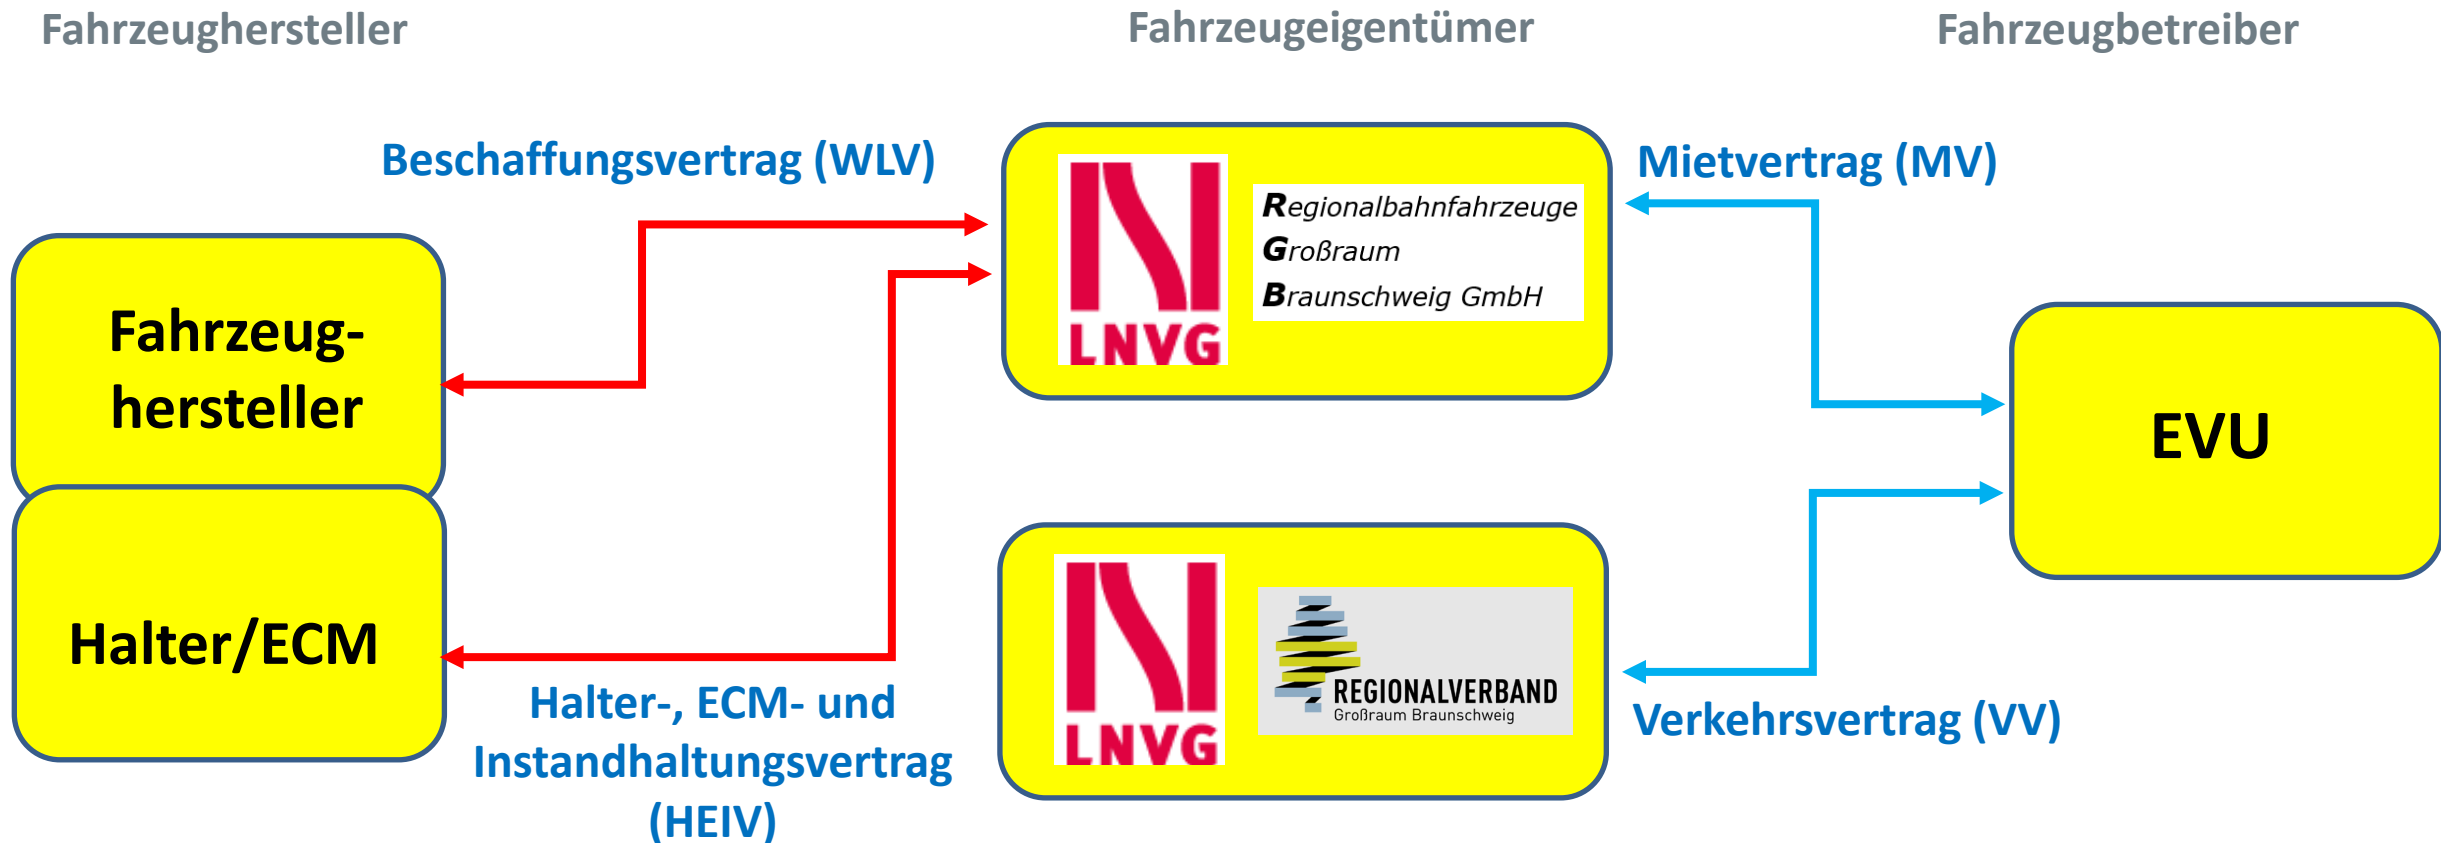 Fahrzeughersteller
Fahrzeugeigentümer
Fahrzeugbetreiber
Beschaffungsvertrag (WLV)
Mietvertrag (MV)
LNVG
Regionalbahnfahrzeuge
Großraum
Braunschweig GmbH
Fahrzeug-
hersteller
EVU
Halter/ECM
LNVG
REGIONALVERBAND
Großraum Braunschweig
Halter-, ECM- und
Instandhaltungsvertrag
(HEIV)
Verkehrsvertrag (VV)